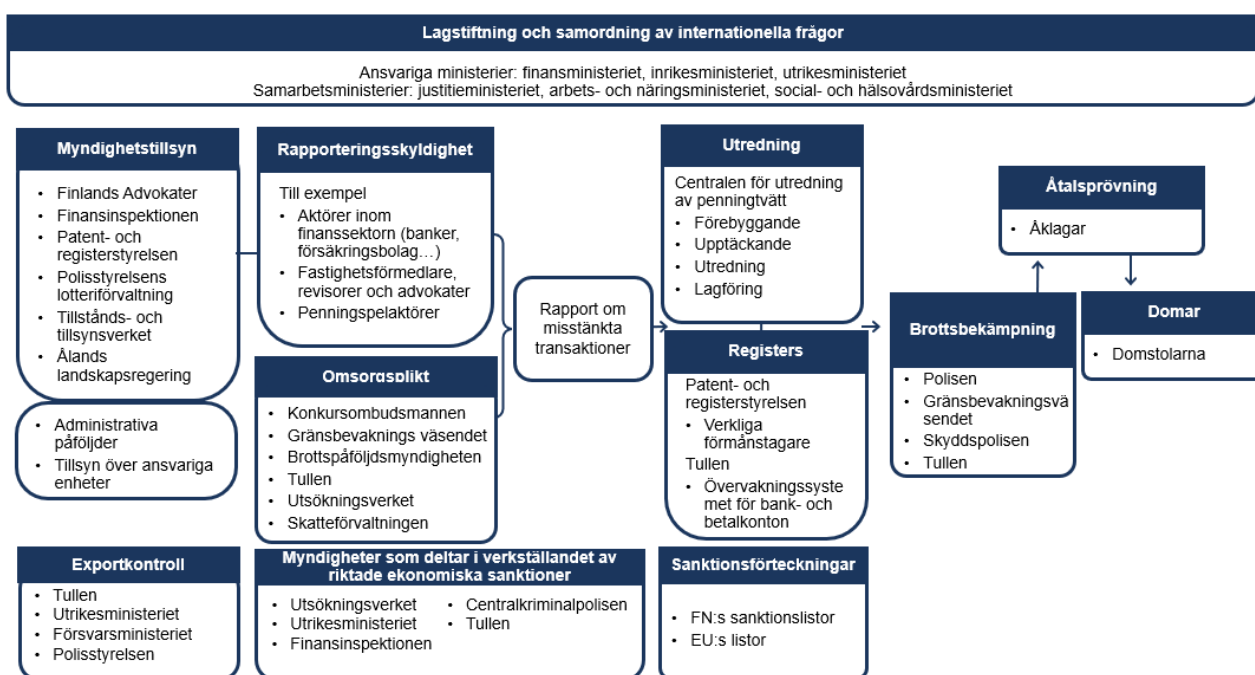 Lagstiftning och samordning av internationella frågor
Ansvariga ministerier: finansministeriet, inrikesministeriet, utrikesministeriet
Samarbetsministerier: justitieministeriet, arbets- och näringsministeriet, social- och hälsovårdsministeriet
Myndighetstillsyn
• Finlands Advokater
• Finansinspektionen
• Patent- och
registerstyrelsen
• Polisstyrelsens
lotteriförvaltning
• Tillstånds- och
tillsynsverket
• Ålands
landskapsregering
• Administrativa
påföljder
• Tillsyn över ansvariga
enheter
Rapporteringsskyldighet
Till exempel
• Aktörer inom
finanssektorn (banker,
försäkringsbolag…)
• Fastighetsförmedlare,
revisorer och advokater
• Penningspelaktörer
Omsorgsplikt
• Konkursombudsmannen
• Gränsbevaknings väsendet
• Brottspåföljdsmyndigheten
• Tullen
• Utsökningsverket
• Skatteförvaltningen
Rapport om
misstänkta
transaktioner
Utredning
Centralen för utredning
av penningtvätt
• Förebyggande
• Upptäckande
• Utredning
• Lagföring
Registers
Patent- och
registerstyrelsen
• Verkliga
förmånstagare
Tullen
• Övervakningssyste
met för bank- och
betalkonton
Brottsbekämpning
• Polisen
• Gränsbevakningsvä
sendet
• Skyddspolisen
• Tullen
Åtalsprövning
• Åklagar
Domar
• Domstolarna
Exportkontroll
• Tullen
• Utrikesministeriet
• Försvarsministeriet
• Polisstyrelsen
Myndigheter som deltar i verkställandet av
riktade ekonomiska sanktioner
• Utsökningsverket
• Utrikesministeriet
• Finansinspektionen
• Centralkriminalpolisen
• Tullen
Sanktionsförteckningar
• FN:s sanktionslistor
• EU:s listor